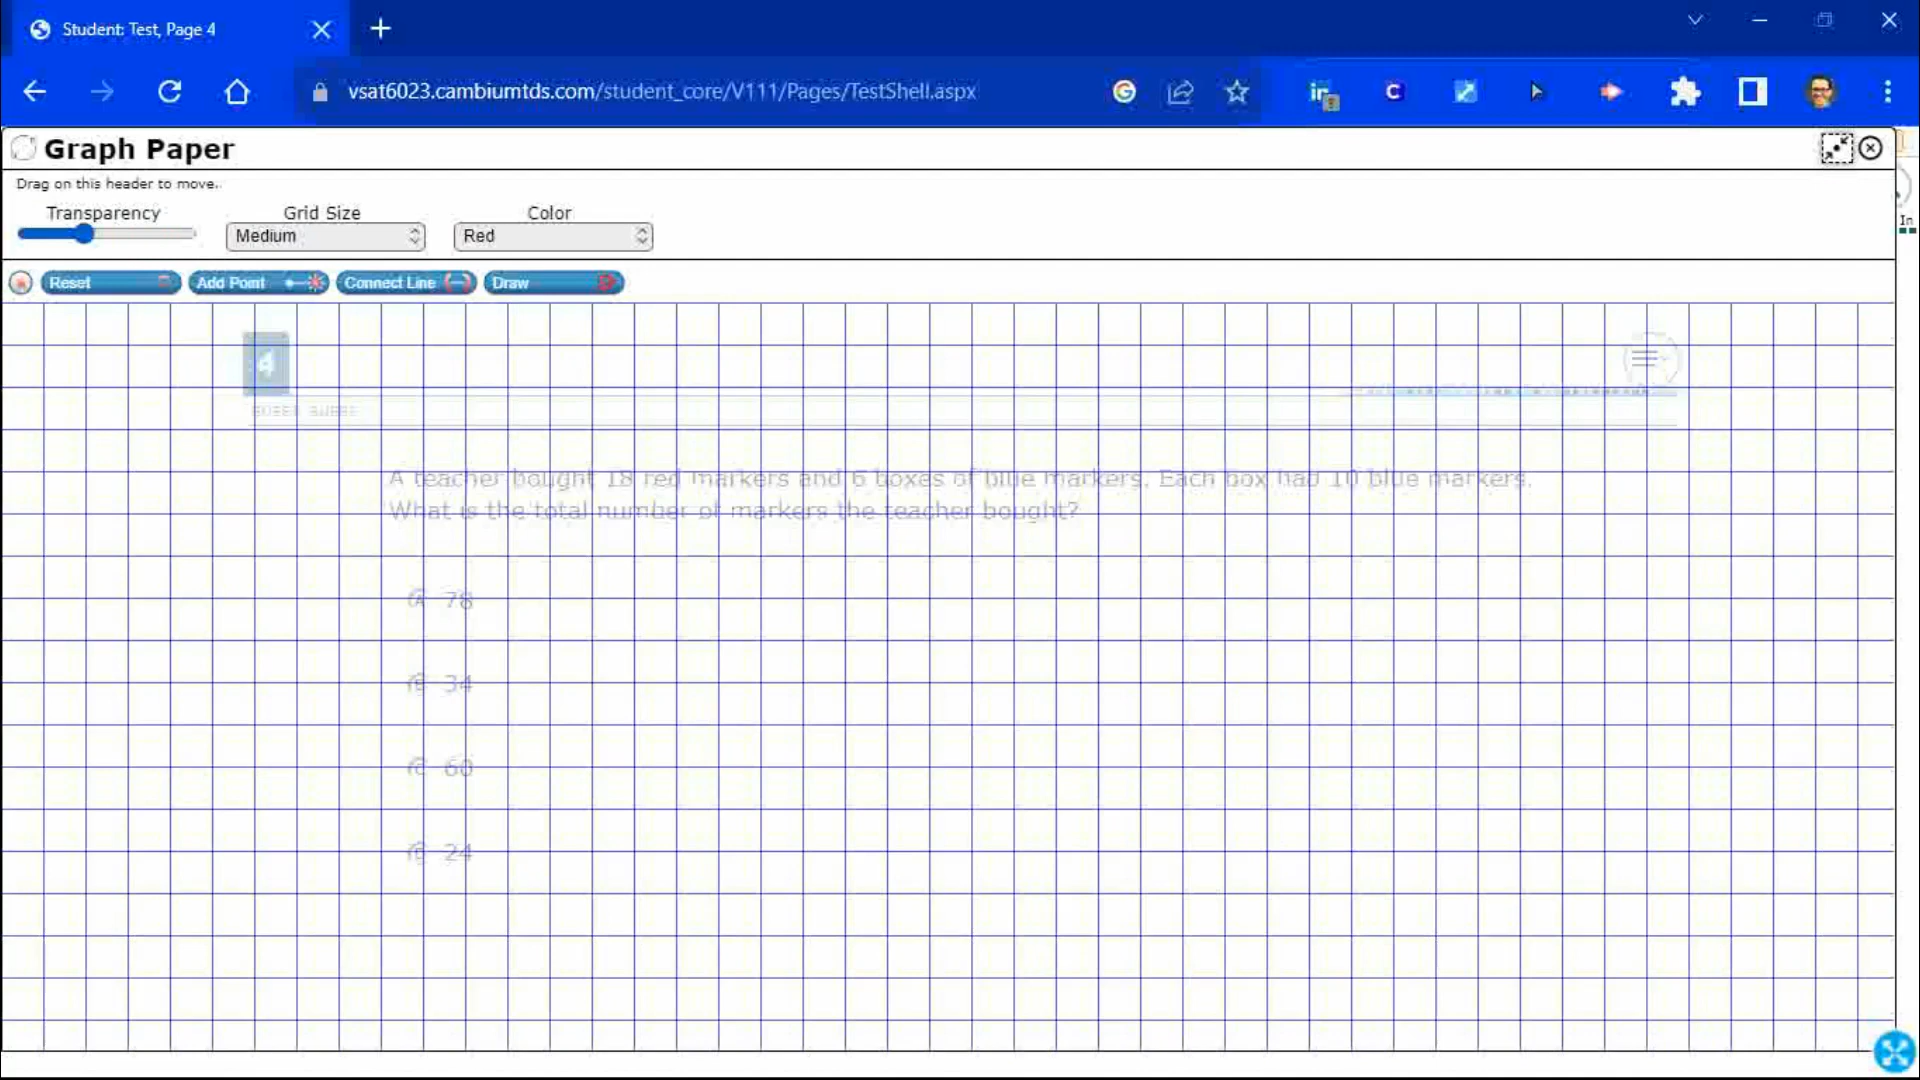 Student: Test, Page 4
vsat6023.cambiumtds.com/student_core/V111/Pages/TestShell.aspx
Graph Paper
Drag on this header to move.
Transparency Grid Size Color
Medium Red
In
Reset Add Point Connect Line Draw
4
A teacher bought 18 red markers and 6 boxes of blue markers. Each box had 10 blue markers.
What is the total number of markers the teacher bought?
A 78
B 34
C 60
D 24